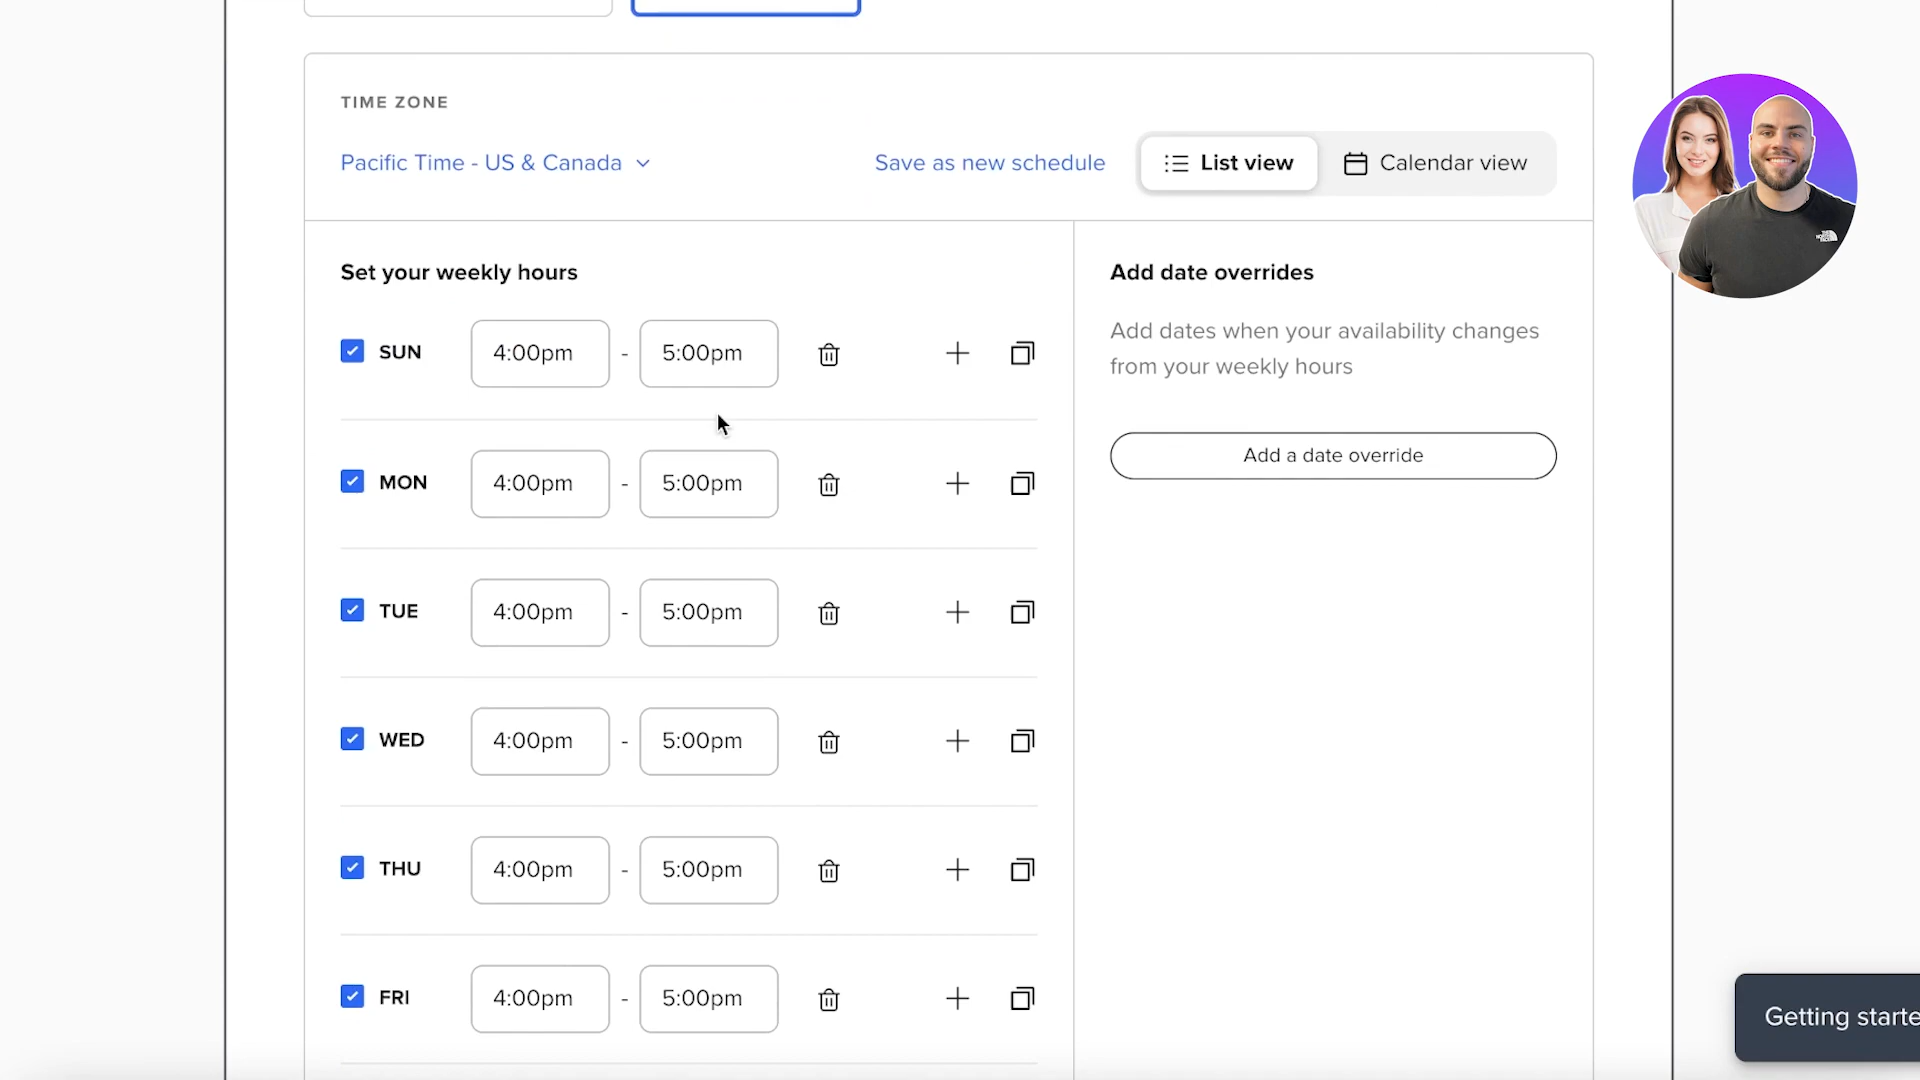 TIME ZONE
Pacific Time - US & Canada
Save as new schedule
List view
Calendar view
Set your weekly hours
SUN 4:00pm - 5:00pm
MON 4:00pm - 5:00pm
TUE 4:00pm - 5:00pm
WED 4:00pm - 5:00pm
THU 4:00pm - 5:00pm
FRI 4:00pm - 5:00pm
Add date overrides
Add dates when your availability changes
from your weekly hours
Add a date override
Getting starte